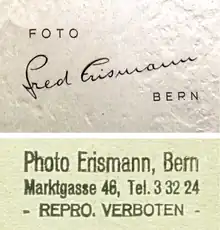 FOTO
Fred Erismann
BERN
Photo Erismann, Bern
Marktgasse 46, Tel. 3 32 24
- REPRO. VERBOTEN -